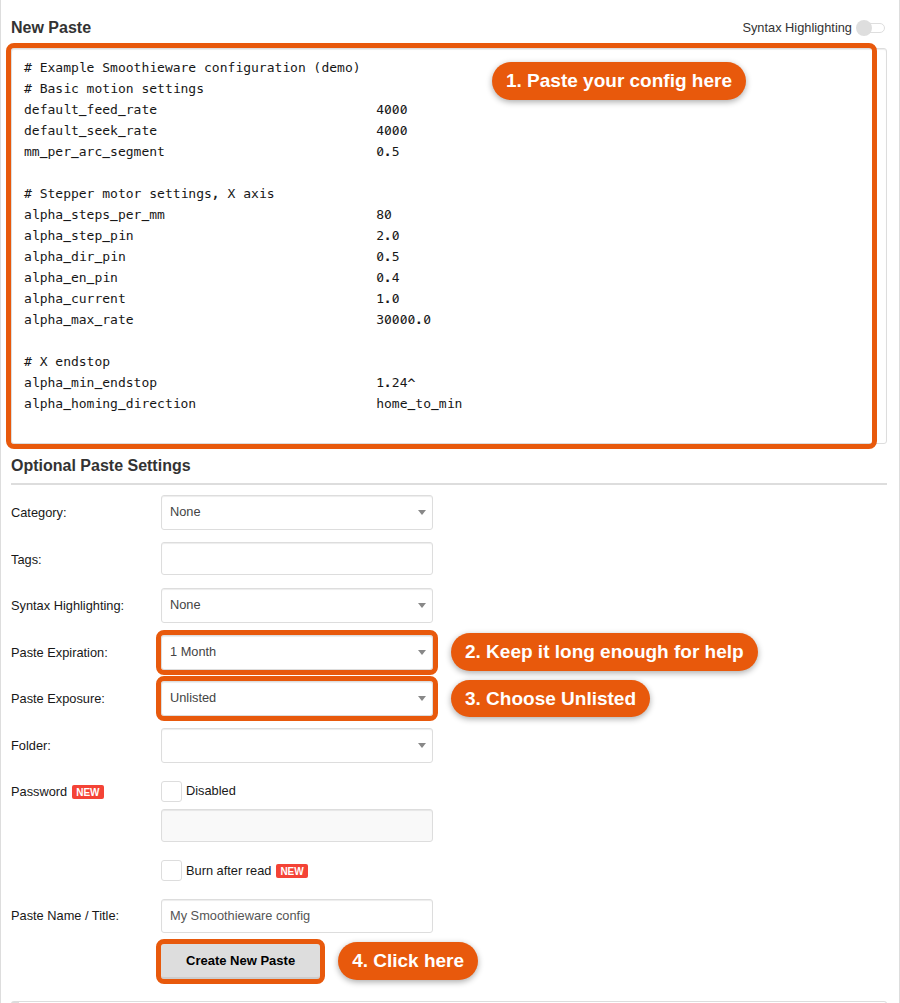 New Paste
Syntax Highlighting
# Example Smoothieware configuration (demo)
1. Paste your config here
# Basic motion settings
default_feed_rate 4000
default_seek_rate 4000
mm_per_arc_segment 0.5
# Stepper motor settings, X axis
alpha_steps_per_mm 80
alpha_step_pin 2.0
alpha_dir_pin 0.5
alpha_en_pin 0.4
alpha_current 1.0
alpha_max_rate 30000.0
# X endstop
alpha_min_endstop 1.24^
alpha_homing_direction home_to_min
Optional Paste Settings
Category: None
Tags:
Syntax Highlighting: None
Paste Expiration: 1 Month
2. Keep it long enough for help
Paste Exposure: Unlisted
3. Choose Unlisted
Folder:
Password NEW Disabled
Burn after read NEW
Paste Name / Title: My Smoothieware config
Create New Paste
4. Click here